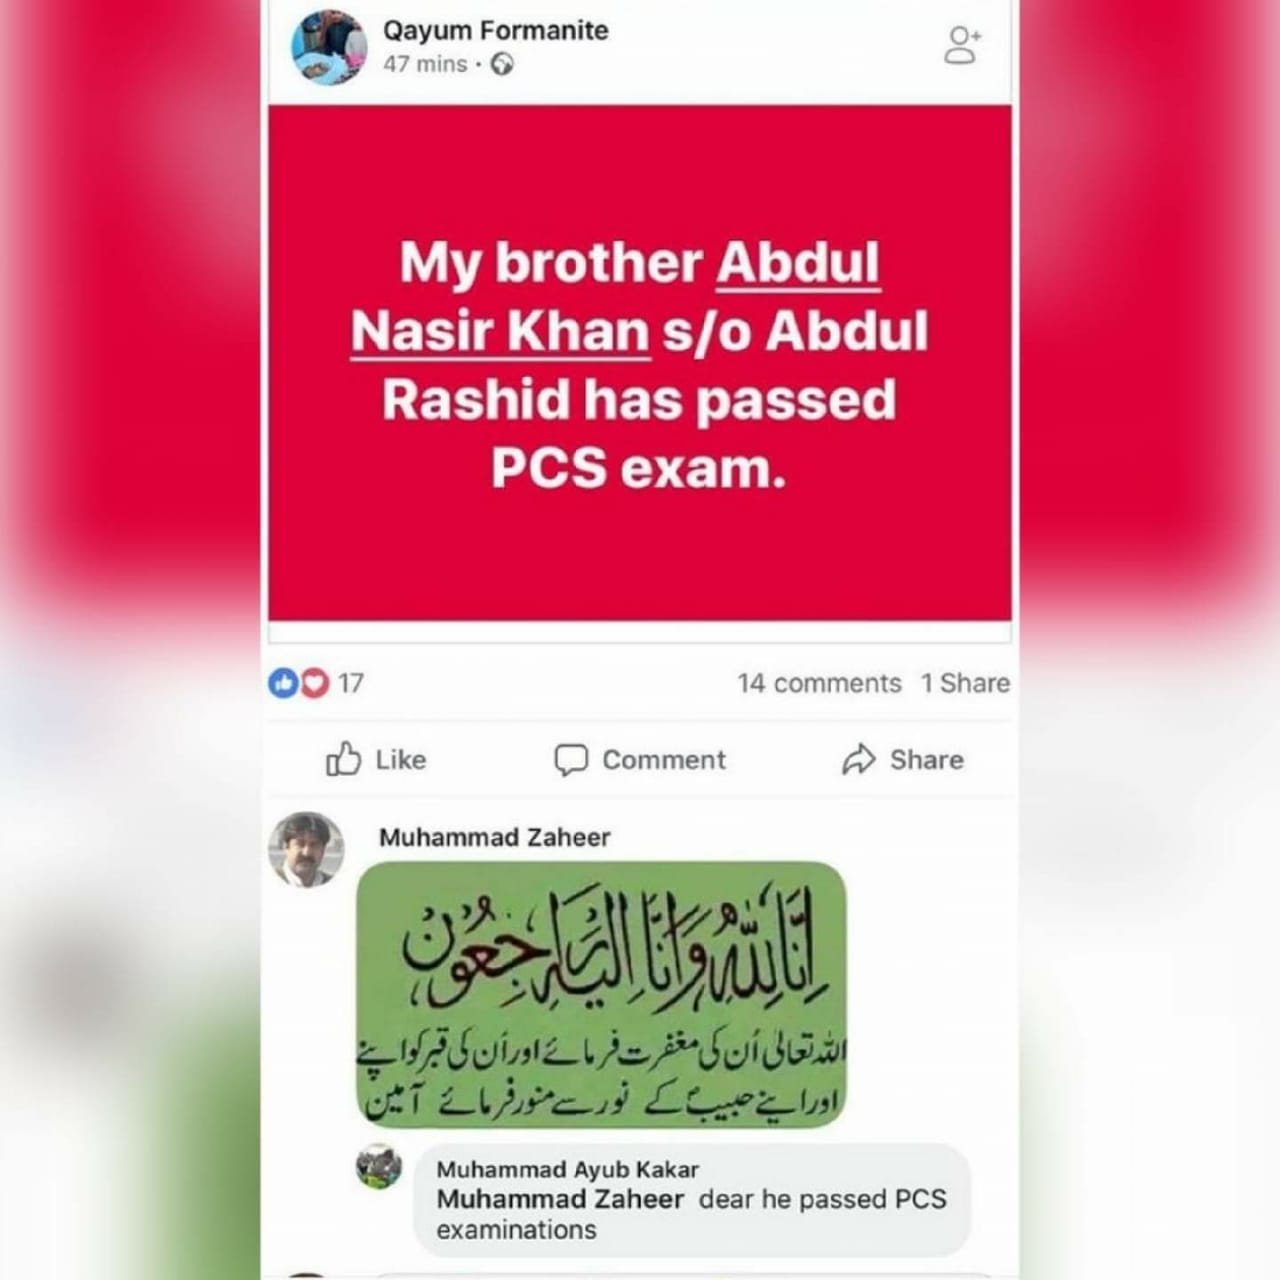 Qayum Formanite
47 mins ·
My brother Abdul
Nasir Khan s/o Abdul
Rashid has passed
PCS exam.
17
14 comments 1 Share
Like Comment Share
Muhammad Zaheer
اِنَّا لِلّٰهِ وَاِنَّا اِلَيْهِ رَاجِعُوْنَ
اللہ تعالیٰ اُن کی مغفرت فرمائے اور اُن کی قبر کو اپنے
اور اپنے حبیبؐ کے نور سے منور فرمائے آمین
Muhammad Ayub Kakar
Muhammad Zaheer dear he passed PCS
examinations